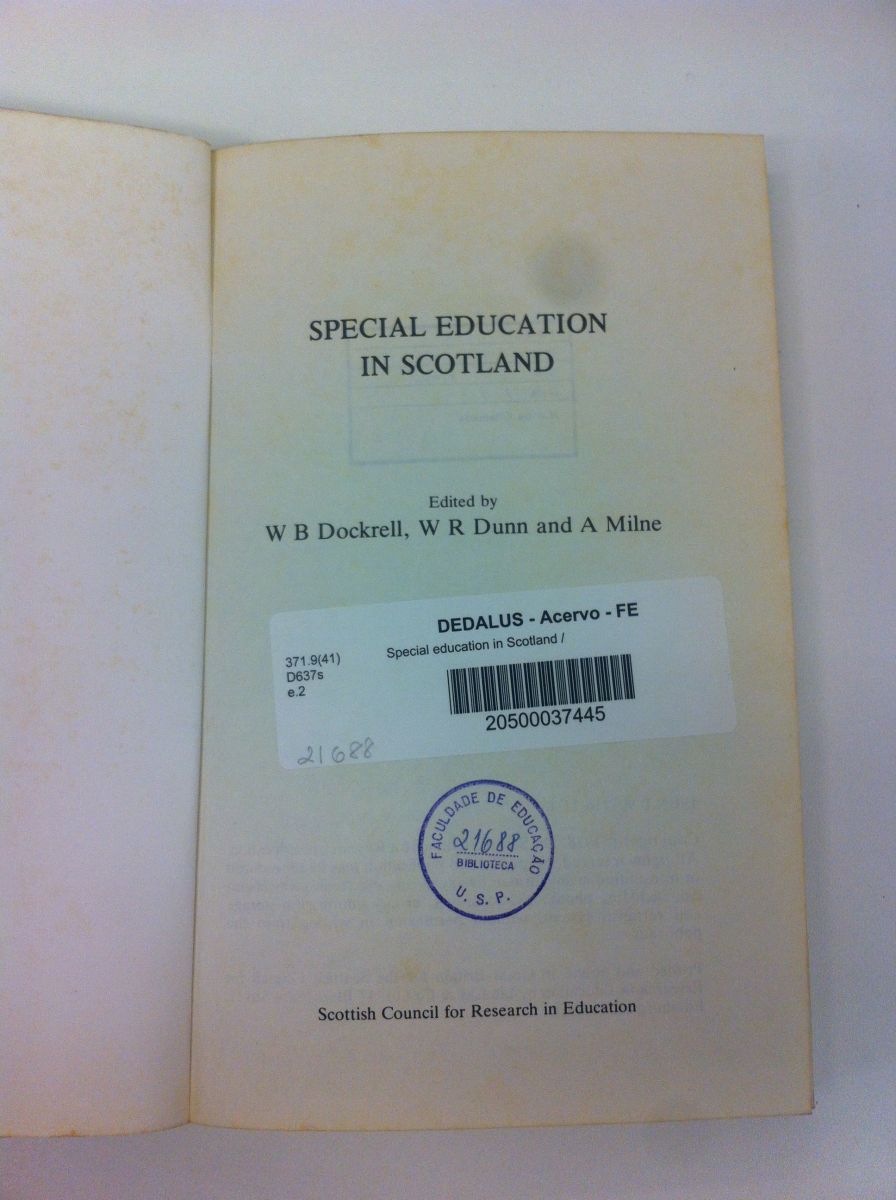 SPECIAL EDUCATION
IN SCOTLAND
Edited by
W B Dockrell, W R Dunn and A Milne
DEDALUS - Acervo - FE
Special education in Scotland /
371.9(41)
D637s
e.2
20500037445
21688
FACULDADE DE EDUCAÇÃO
21688
BIBLIOTECA
U. S. P.
Scottish Council for Research in Education